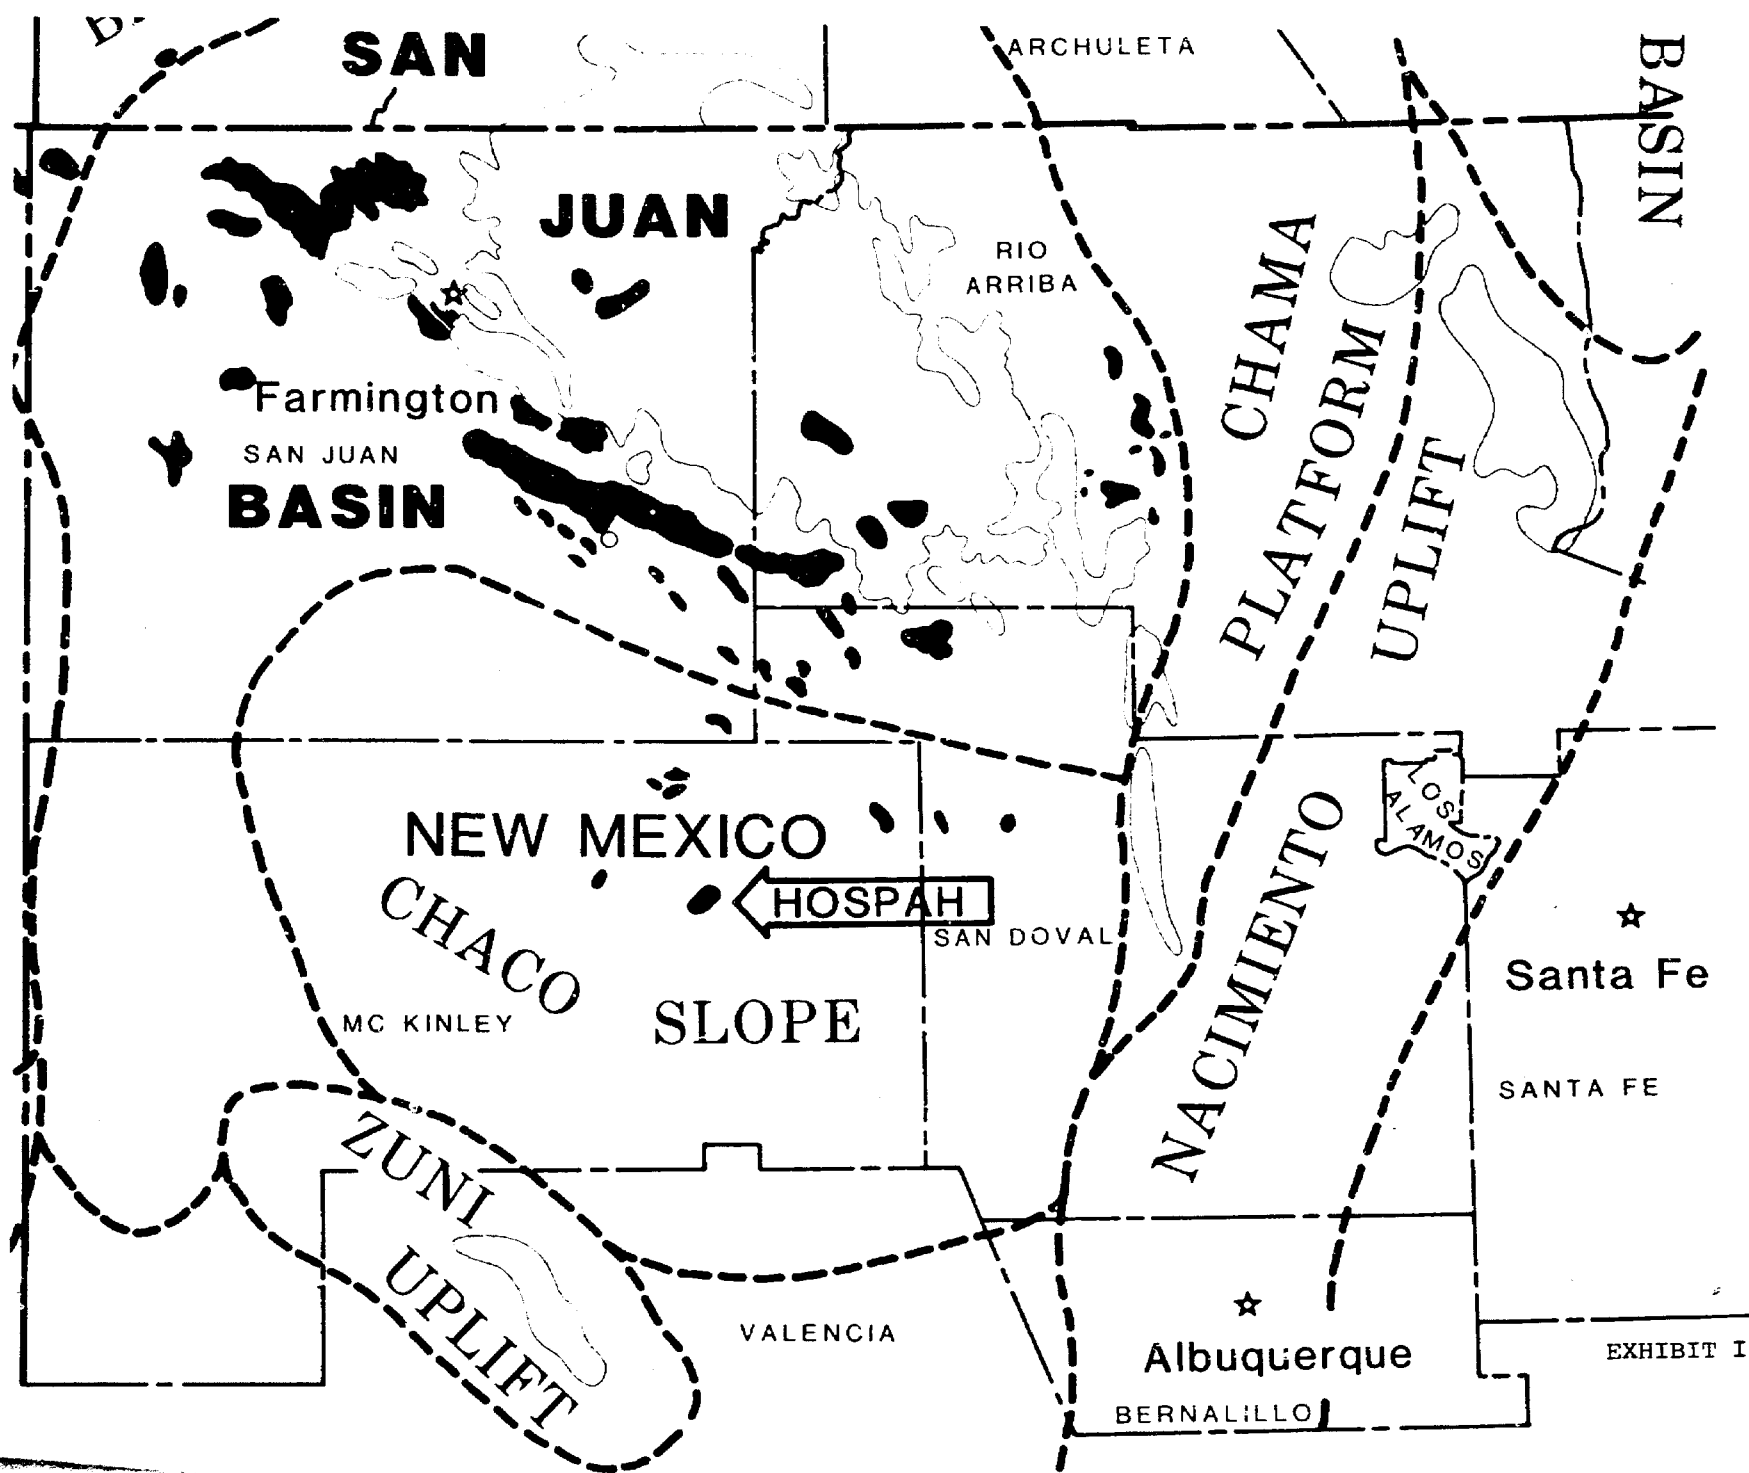 SAN
ARCHULETA
BASIN
JUAN
RIO
ARRIBA
CHAMA
PLATFORM
Farmington
SAN JUAN
BASIN
UPLIFT
NEW MEXICO
LOS
ALAMOS
HOSPAH
SAN DOVAL
CHACO
SLOPE
MC KINLEY
NACIMIENTO
Santa Fe
SANTA FE
ZUNI
UPLIFT
VALENCIA
Albuquerque
BERNALILLO
EXHIBIT I